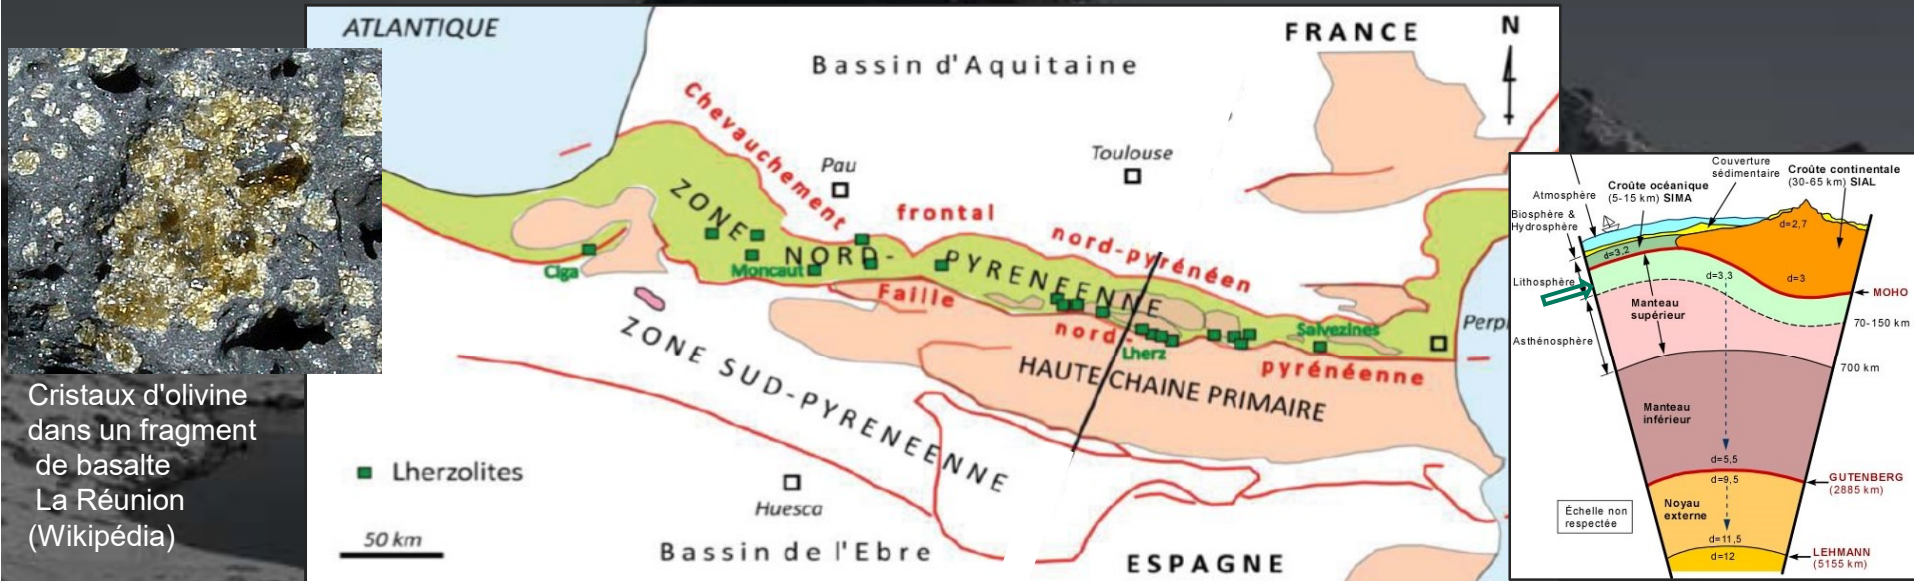 ATLANTIQUE
FRANCE
N
Bassin d'Aquitaine
Chevauchement
frontal
nord-pyrénéen
Pau
Toulouse
ZONE
NORD-
PYRENEENNE
Ciga
Moncaut
Faille
nord-
pyrénéenne
Lherz
Salvezines
Perpi
ZONE SUD-PYRENEENNE
HAUTE CHAINE PRIMAIRE
Lherzolites
Huesca
50 km
Bassin de l'Ebre
ESPAGNE
Cristaux d'olivine
dans un fragment
de basalte
La Réunion
(Wikipédia)
Couverture
sédimentaire
Croûte continentale
(30-65 km) SIAL
Croûte océanique
(5-15 km) SIMA
Atmosphère
Biosphère &
Hydrosphère
d=2,7
d=3,2
Lithosphère
d=3,3
d=3
MOHO
Manteau
supérieur
70-150 km
Asthénosphère
700 km
Manteau
inférieur
d=5,5
GUTENBERG
(2885 km)
d=9,5
Noyau
externe
Échelle non
respectée
d=11,5
d=12
LEHMANN
(5155 km)